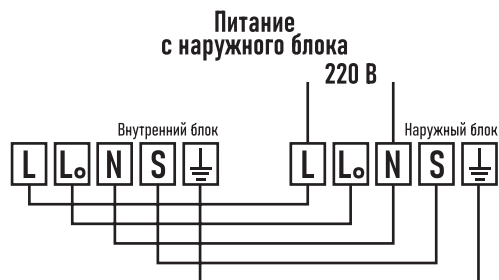 Питание
с наружного блока
220 В
Внутренний блок
Наружный блок
L Lo N S L Lo N S